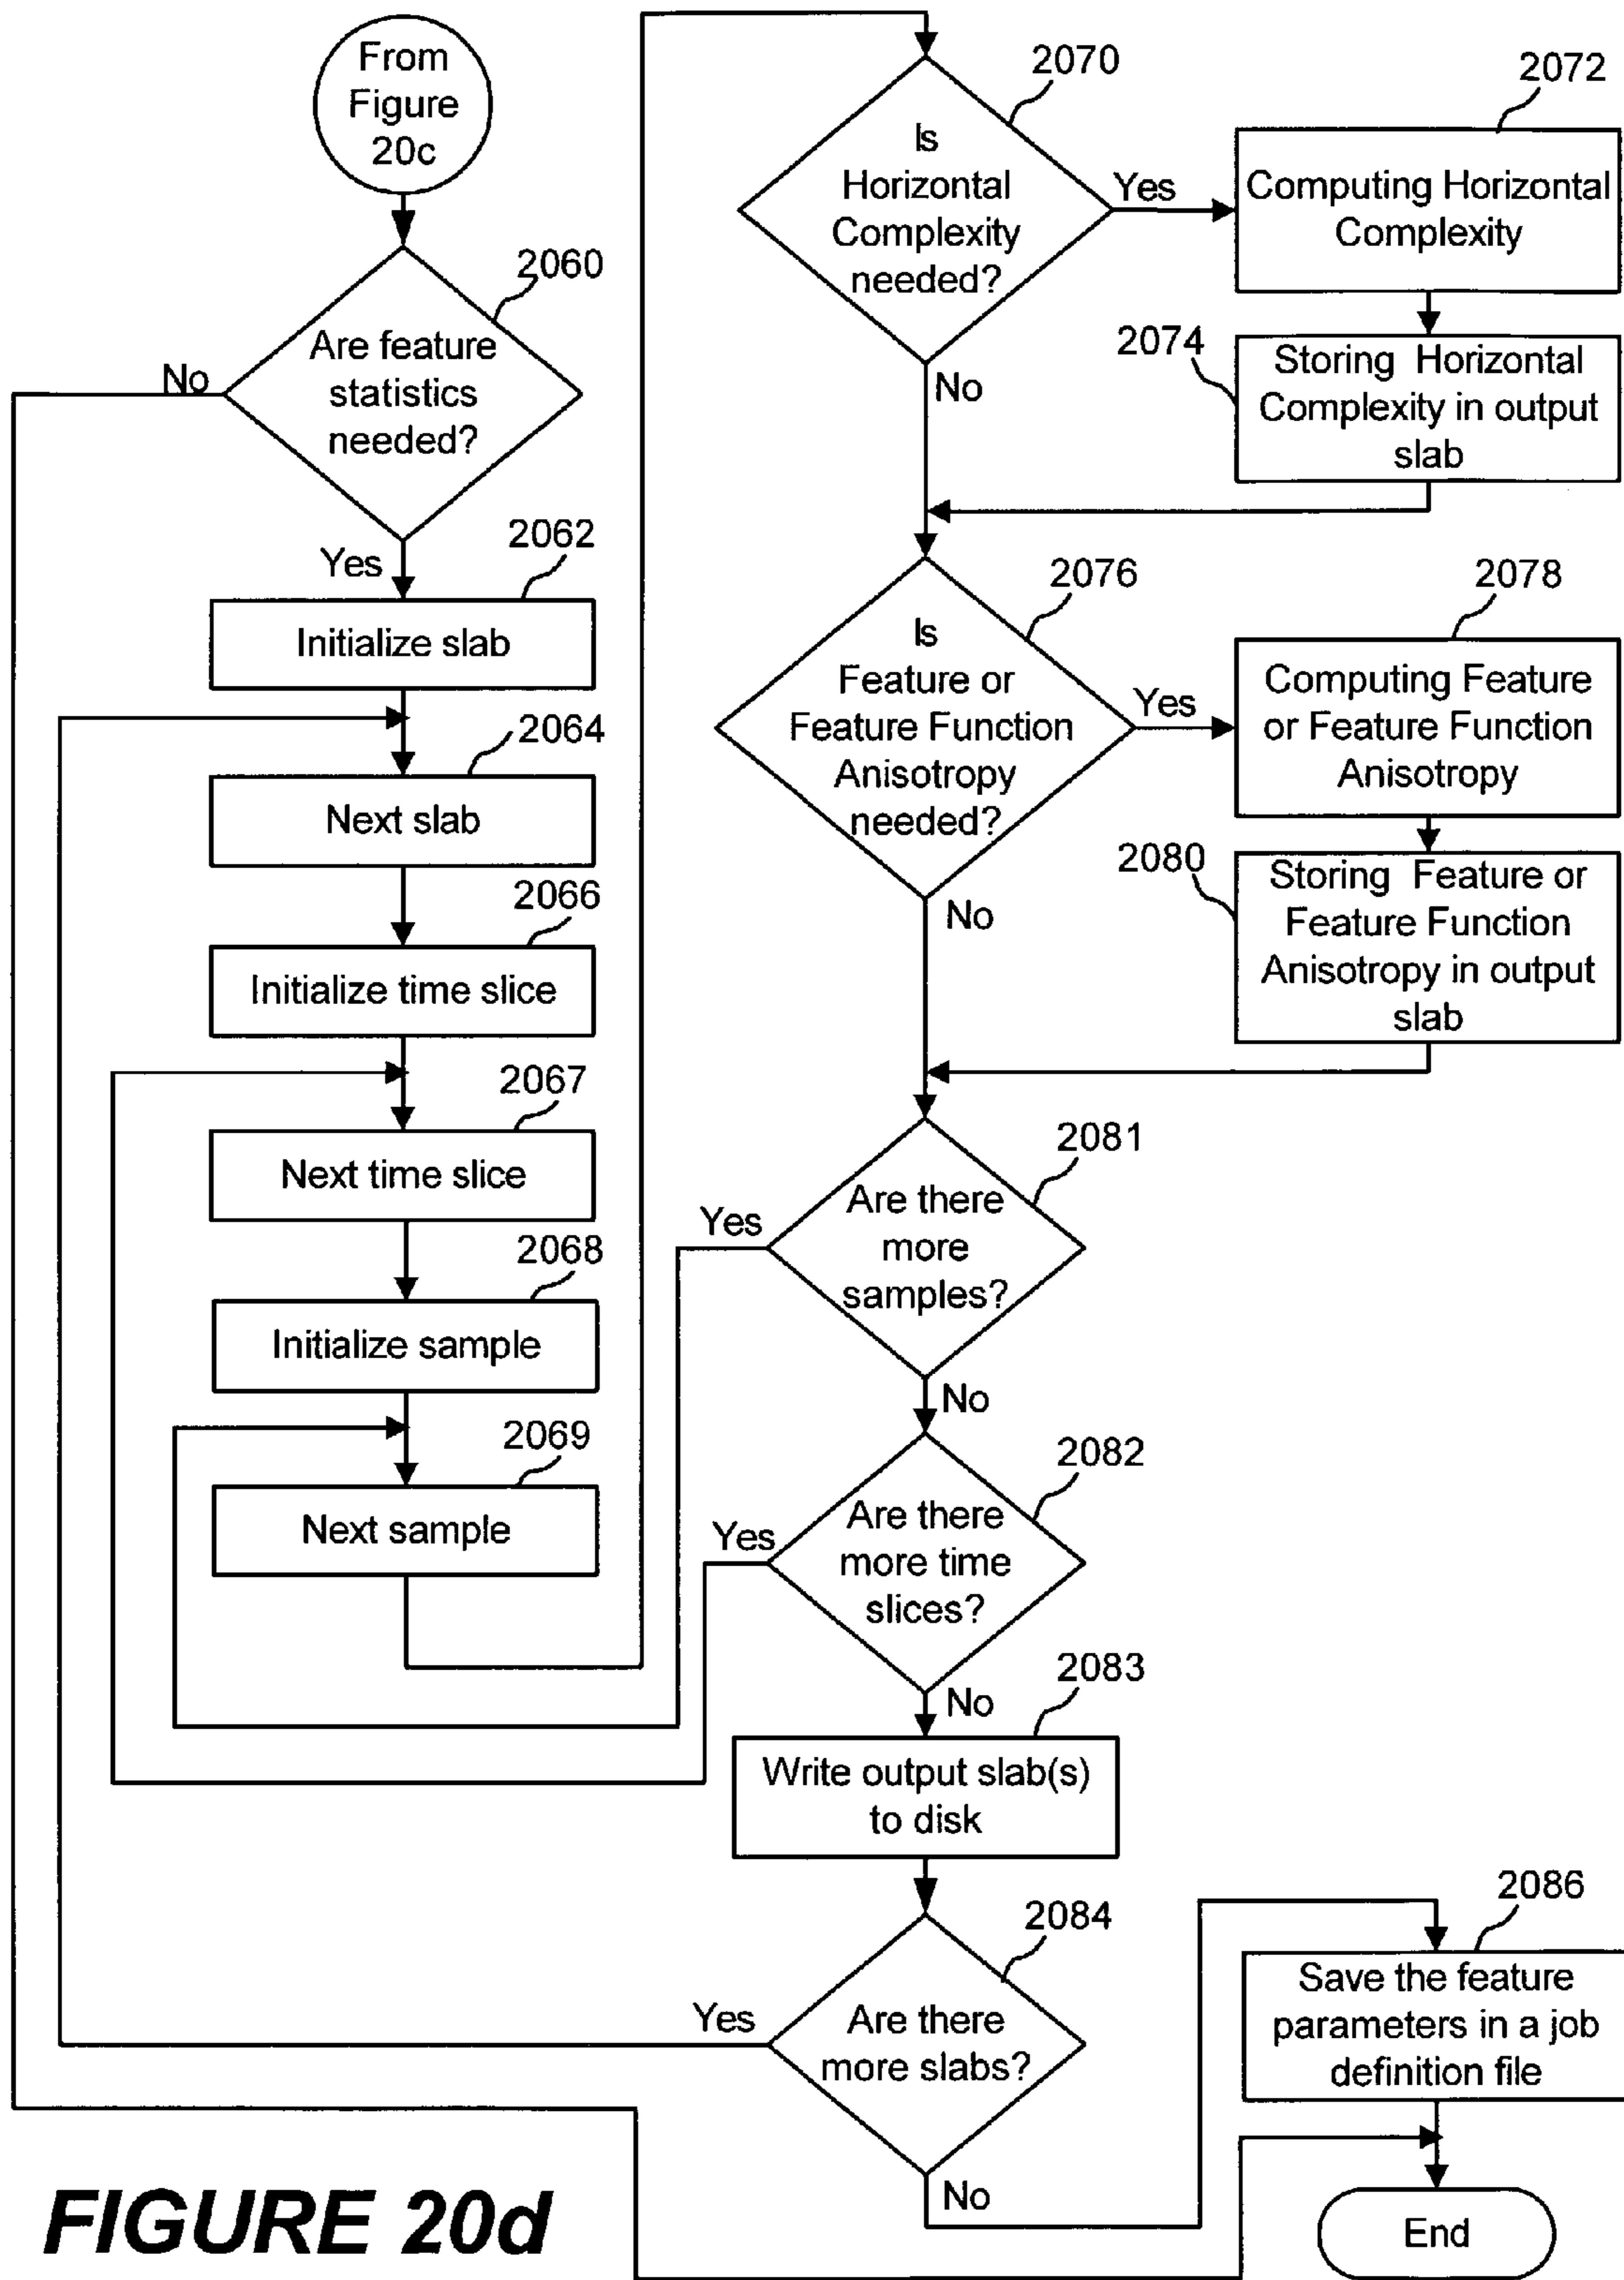 From
Figure
20c
2060
Are feature
statistics
needed?
No
Yes
2062
Initialize slab
2064
Next slab
2066
Initialize time slice
2067
Next time slice
2068
Initialize sample
2069
Next sample
2070
Is
Horizontal
Complexity
needed?
Yes
No
2072
Computing Horizontal
Complexity
2074
Storing Horizontal
Complexity in output
slab
2076
Is
Feature or
Feature Function
Anisotropy
needed?
Yes
No
2078
Computing Feature
or Feature Function
Anisotropy
2080
Storing Feature or
Feature Function
Anisotropy in output
slab
2081
Are there
more
samples?
Yes
No
2082
Are there
more time
slices?
Yes
No
2083
Write output slab(s)
to disk
2084
Are there
more slabs?
Yes
No
2086
Save the feature
parameters in a job
definition file
End
FIGURE 20d